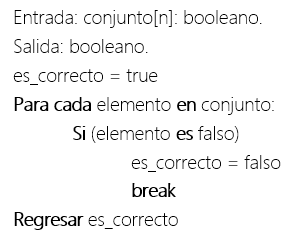 Entrada: conjunto[n]: booleano.
Salida: booleano.
es_correcto = true
Para cada elemento en conjunto:
Si (elemento es falso)
es_correcto = falso
break
Regresar es_correcto